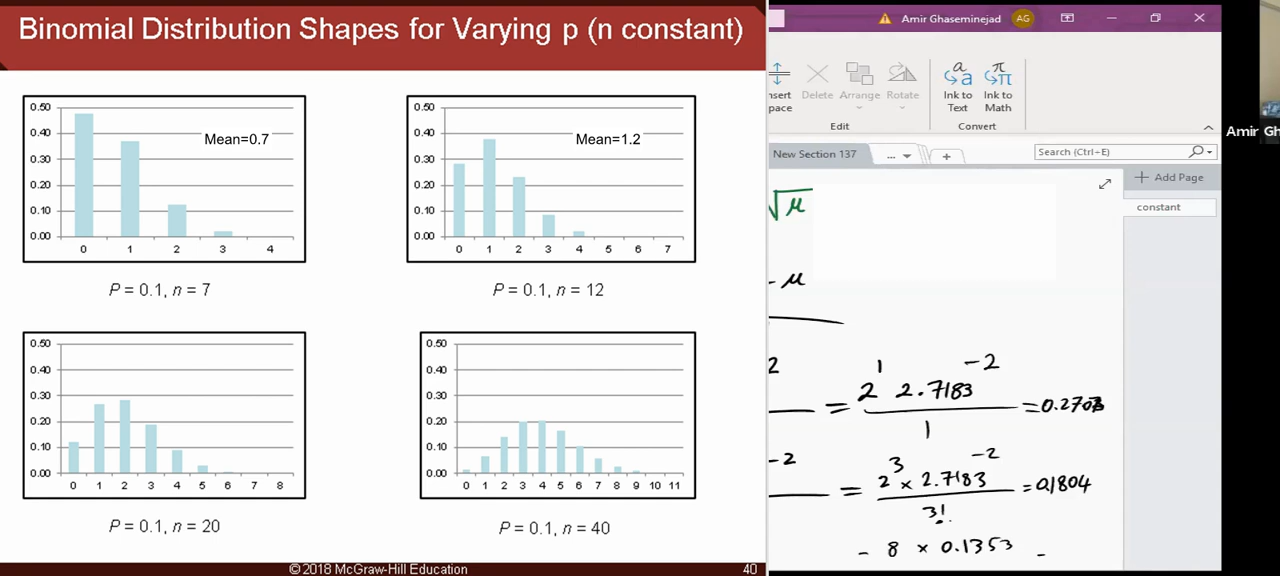 Binomial Distribution Shapes for Varying p (n constant)
0.50
0.40
0.30
0.20
0.10
0.00
Mean=0.7
0 1 2 3 4
P = 0.1, n = 7
0.50
0.40
0.30
0.20
0.10
0.00
Mean=1.2
0 1 2 3 4 5 6 7
P = 0.1, n = 12
0.50
0.40
0.30
0.20
0.10
0.00
0 1 2 3 4 5 6 7 8
P = 0.1, n = 20
0.50
0.40
0.30
0.20
0.10
0.00
0 1 2 3 4 5 6 7 8 9 10 11
P = 0.1, n = 40
© 2018 McGraw-Hill Education
40
Amir Ghaseminejad AG
Delete Arrange Rotate
Ink to Text
Ink to Math
Edit
Convert
New Section 137
...
Search (Ctrl+E)
Add Page
constant
√μ
- μ
2
= 2^1 2.7183^-2 / 1 = 0.2707
-2
= 2^3 × 2.7183^-2 / 3! = 0.1804
= 8 × 0.1353 =
Amir Gh